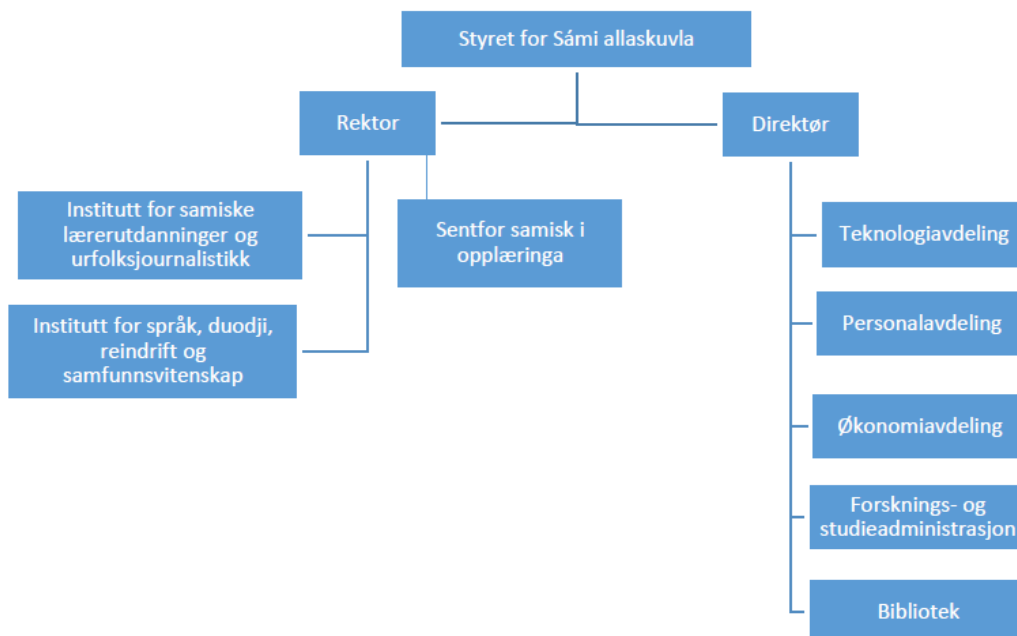 Styret for Sámi allaskuvla
Rektor
Direktør
Institutt for samiske
lærerutdanninger og
urfolksjournalistikk
Sentfor samisk i
opplæringa
Institutt for språk, duodji,
reindrift og
samfunnsvitenskap
Teknologiavdeling
Personalavdeling
Økonomiavdeling
Forsknings- og
studieadministrasjon
Bibliotek